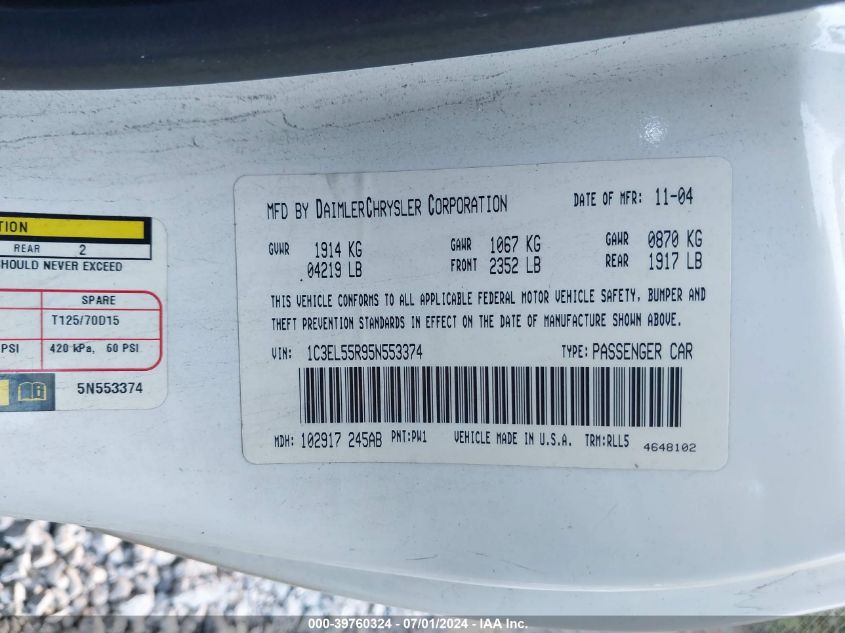 MFD BY DAIMLERCHRYSLER CORPORATION DATE OF MFR: 11-04
GVWR 1914 KG GAWR 1067 KG GAWR 0870 KG
04219 LB FRONT 2352 LB REAR 1917 LB
THIS VEHICLE CONFORMS TO ALL APPLICABLE FEDERAL MOTOR VEHICLE SAFETY, BUMPER AND
THEFT PREVENTION STANDARDS IN EFFECT ON THE DATE OF MANUFACTURE SHOWN ABOVE.
VIN: 1C3EL55R95N553374 TYPE: PASSENGER CAR
MDH: 102917 245AB PNT:PW1 VEHICLE MADE IN U.S.A. TRM:RLL5 4648102
TION
REAR 2
HOULD NEVER EXCEED
SPARE
T125/70D15
PSI 420 kPa, 60 PSI
5N553374
000-39760324 - 07/01/2024 - IAA Inc.